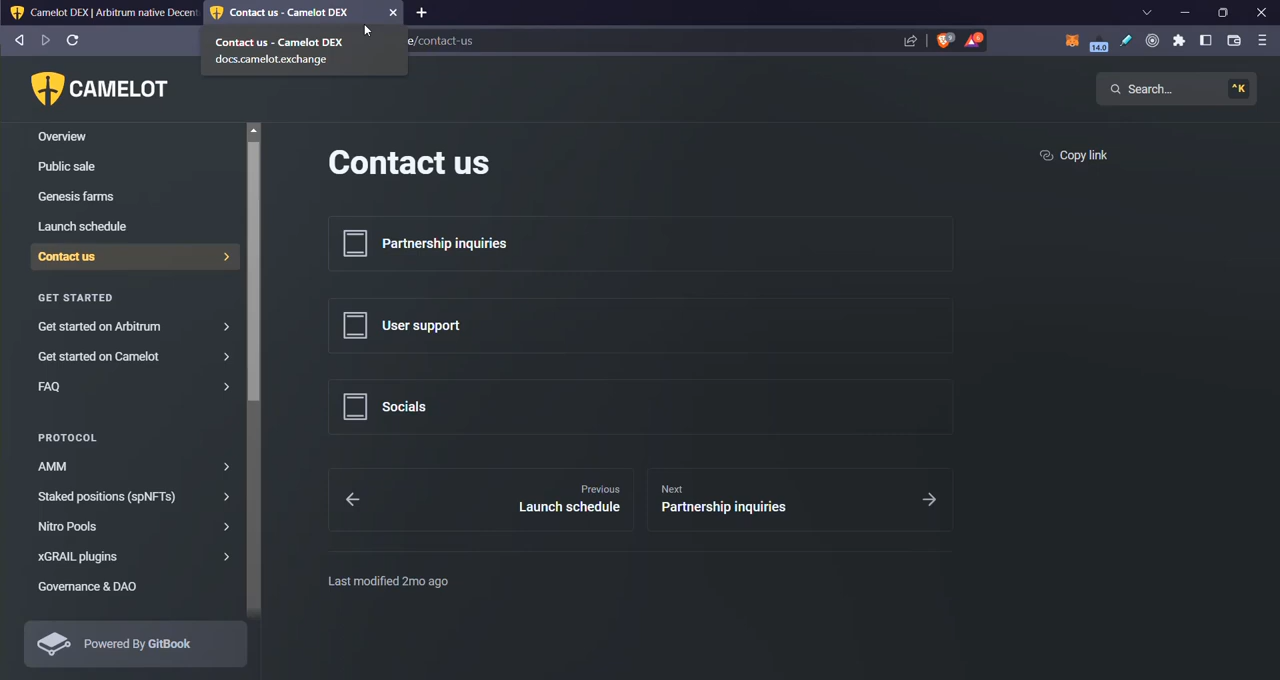 Camelot DEX | Arbitrum native Decent
Contact us - Camelot DEX
e/contact-us
9
6
14.0
Contact us - Camelot DEX
docs.camelot.exchange
CAMELOT
Search...
^K
Overview
Public sale
Genesis farms
Launch schedule
Contact us
GET STARTED
Get started on Arbitrum
Get started on Camelot
FAQ
PROTOCOL
AMM
Staked positions (spNFTs)
Nitro Pools
xGRAIL plugins
Governance & DAO
Powered By GitBook
Contact us
Copy link
Partnership inquiries
User support
Socials
Previous
Launch schedule
Next
Partnership inquiries
Last modified 2mo ago